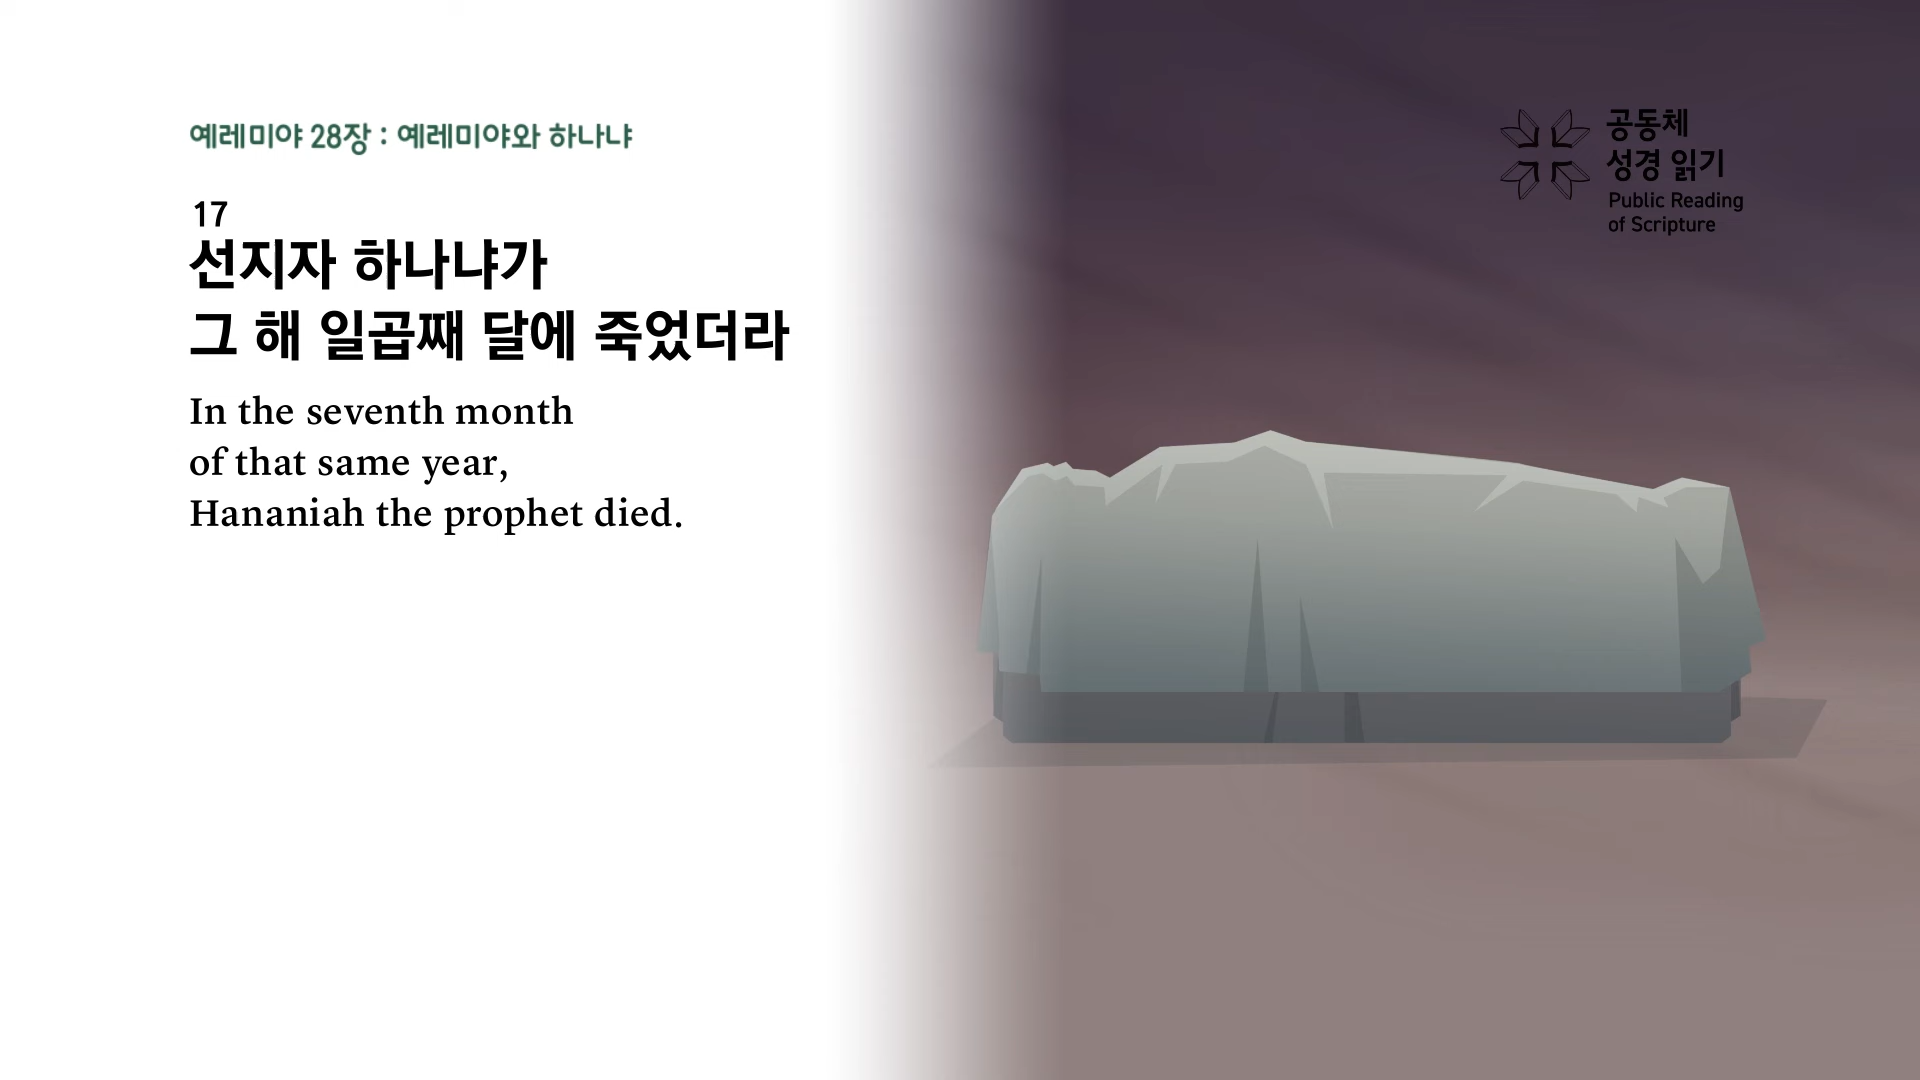 예레미야 28장 : 예레미야와 하나냐
17
선지자 하나냐가
그 해 일곱째 달에 죽었더라
In the seventh month
of that same year,
Hananiah the prophet died.
공동체
성경 읽기
Public Reading
of Scripture